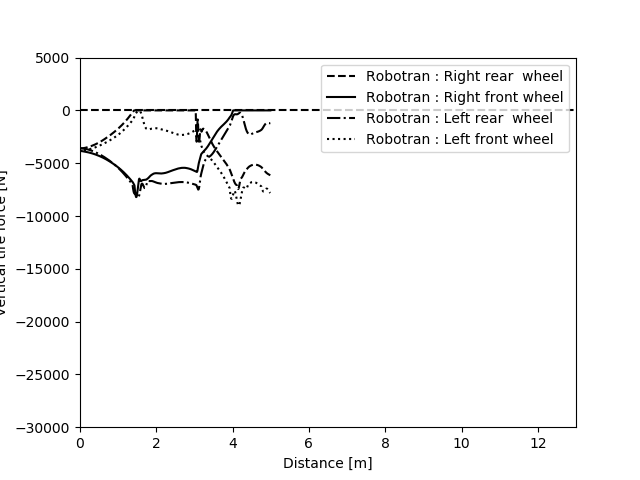 5000
0
−5000
−10000
−15000
−20000
−25000
−30000
0 2 4 6 8 10 12
Distance [m]
Vertical tire force [N]
Robotran : Right rear  wheel
Robotran : Right front wheel
Robotran : Left rear  wheel
Robotran : Left front wheel